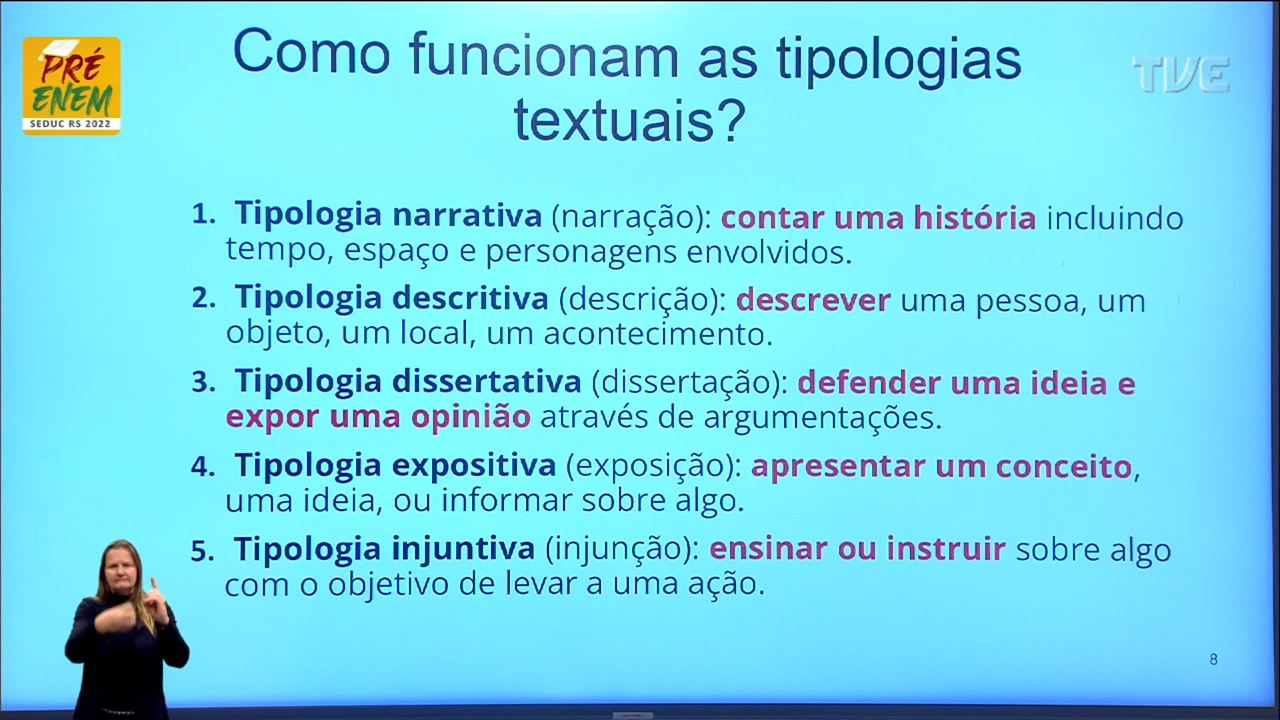 PRÉ
ENEM
SEDUC RS 2022
TVE
Como funcionam as tipologias
textuais?
1. Tipologia narrativa (narração): contar uma história incluindo
tempo, espaço e personagens envolvidos.
2. Tipologia descritiva (descrição): descrever uma pessoa, um
objeto, um local, um acontecimento.
3. Tipologia dissertativa (dissertação): defender uma ideia e
expor uma opinião através de argumentações.
4. Tipologia expositiva (exposição): apresentar um conceito,
uma ideia, ou informar sobre algo.
5. Tipologia injuntiva (injunção): ensinar ou instruir sobre algo
com o objetivo de levar a uma ação.
8